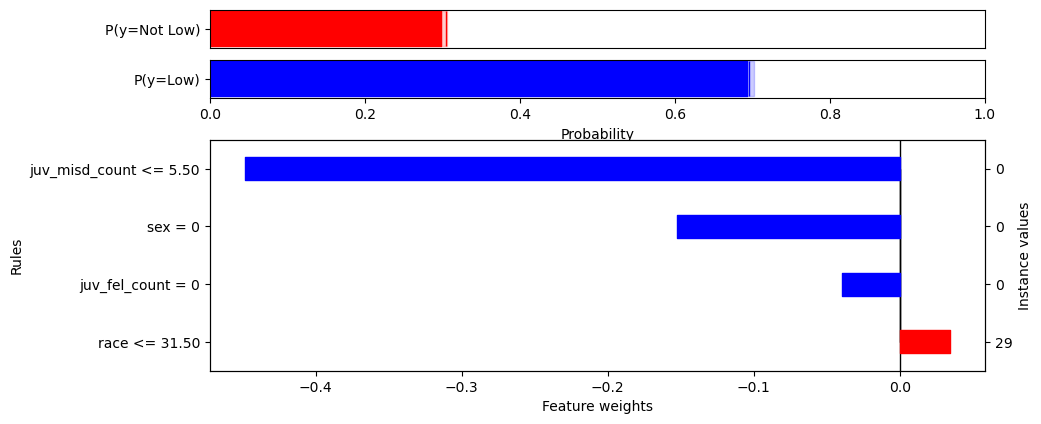 P(y=Not Low)
P(y=Low)
0.0 0.2 0.4 0.6 0.8 1.0
Probability
juv_misd_count <= 5.50 0
sex = 0 0
juv_fel_count = 0 0
race <= 31.50 29
Rules
Instance values
−0.4 −0.3 −0.2 −0.1 0.0
Feature weights